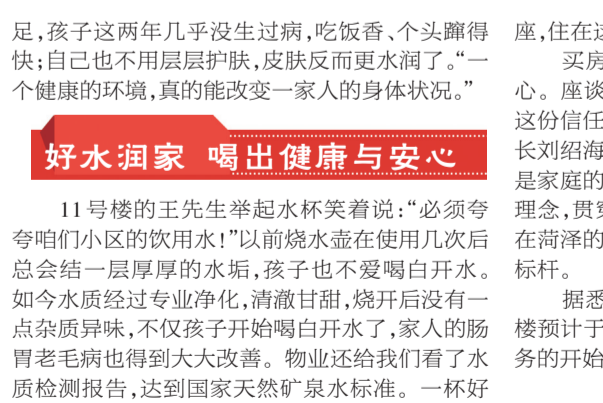 足，孩子这两年几乎没生过病，吃饭香、个头蹿得
快；自己也不用层层护肤，皮肤反而更水润了。“一
个健康的环境，真的能改变一家人的身体状况。”
好水润家 喝出健康与安心
11号楼的王先生举起水杯笑着说：“必须夸
夸咱们小区的饮用水！”以前烧水壶在使用几次后
总会结一层厚厚的水垢，孩子也不爱喝白开水。
如今水质经过专业净化，清澈甘甜，烧开后没有一
点杂质异味，不仅孩子开始喝白开水了，家人的肠
胃老毛病也得到大大改善。物业还给我们看了水
质检测报告，达到国家天然矿泉水标准。一杯好
座，住在这
买房
心。座谈
这份信任
长刘绍海
是家庭的
理念，贯穿
在菏泽的
标杆。
据悉
楼预计于
务的开始